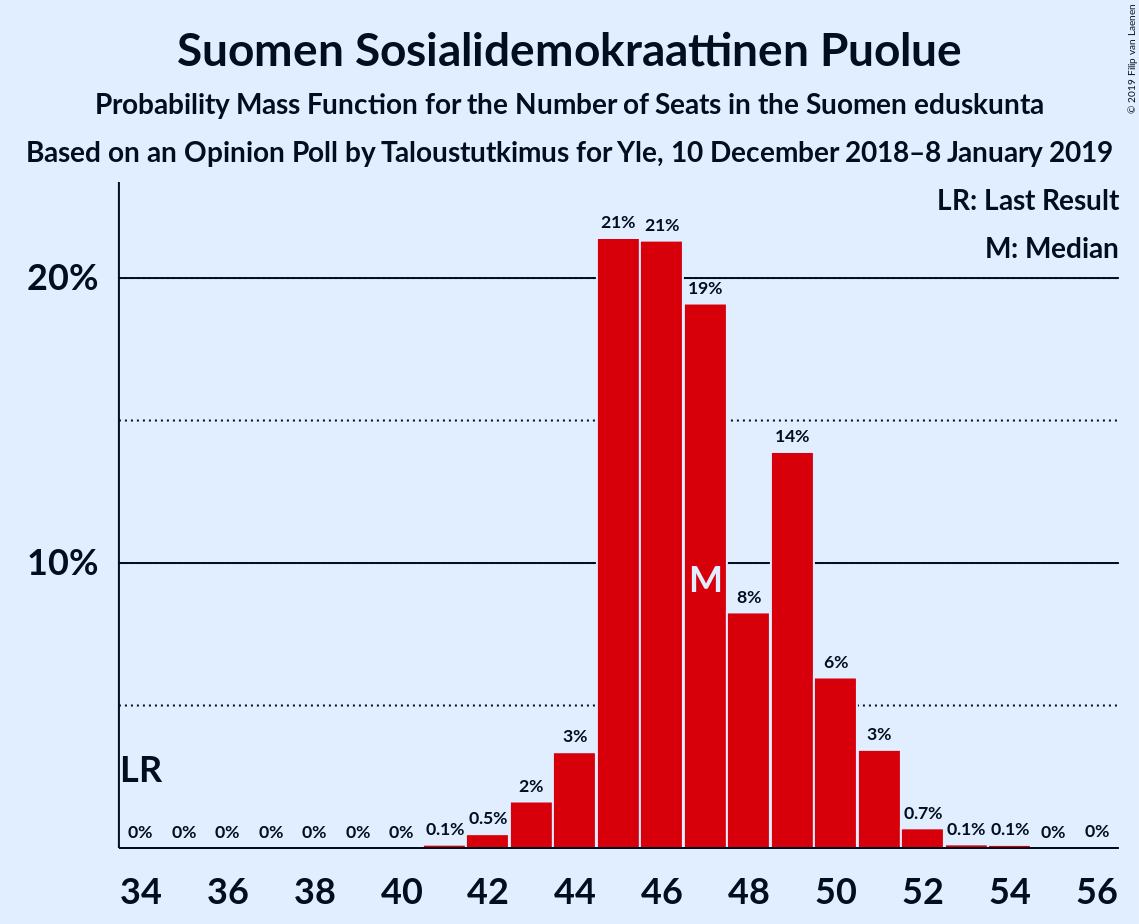 Suomen Sosialidemokraattinen Puolue
Probability Mass Function for the Number of Seats in the Suomen eduskunta
Based on an Opinion Poll by Taloustutkimus for Yle, 10 December 2018–8 January 2019
© 2019 Filip van Laenen
LR: Last Result
M: Median
20%
10%
21%
21%
19%
14%
M
8%
6%
3%
3%
LR
2%
0%
0%
0%
0%
0%
0%
0%
0.1%
0.5%
0.7%
0.1%
0.1%
0%
0%
34 36 38 40 42 44 46 48 50 52 54 56